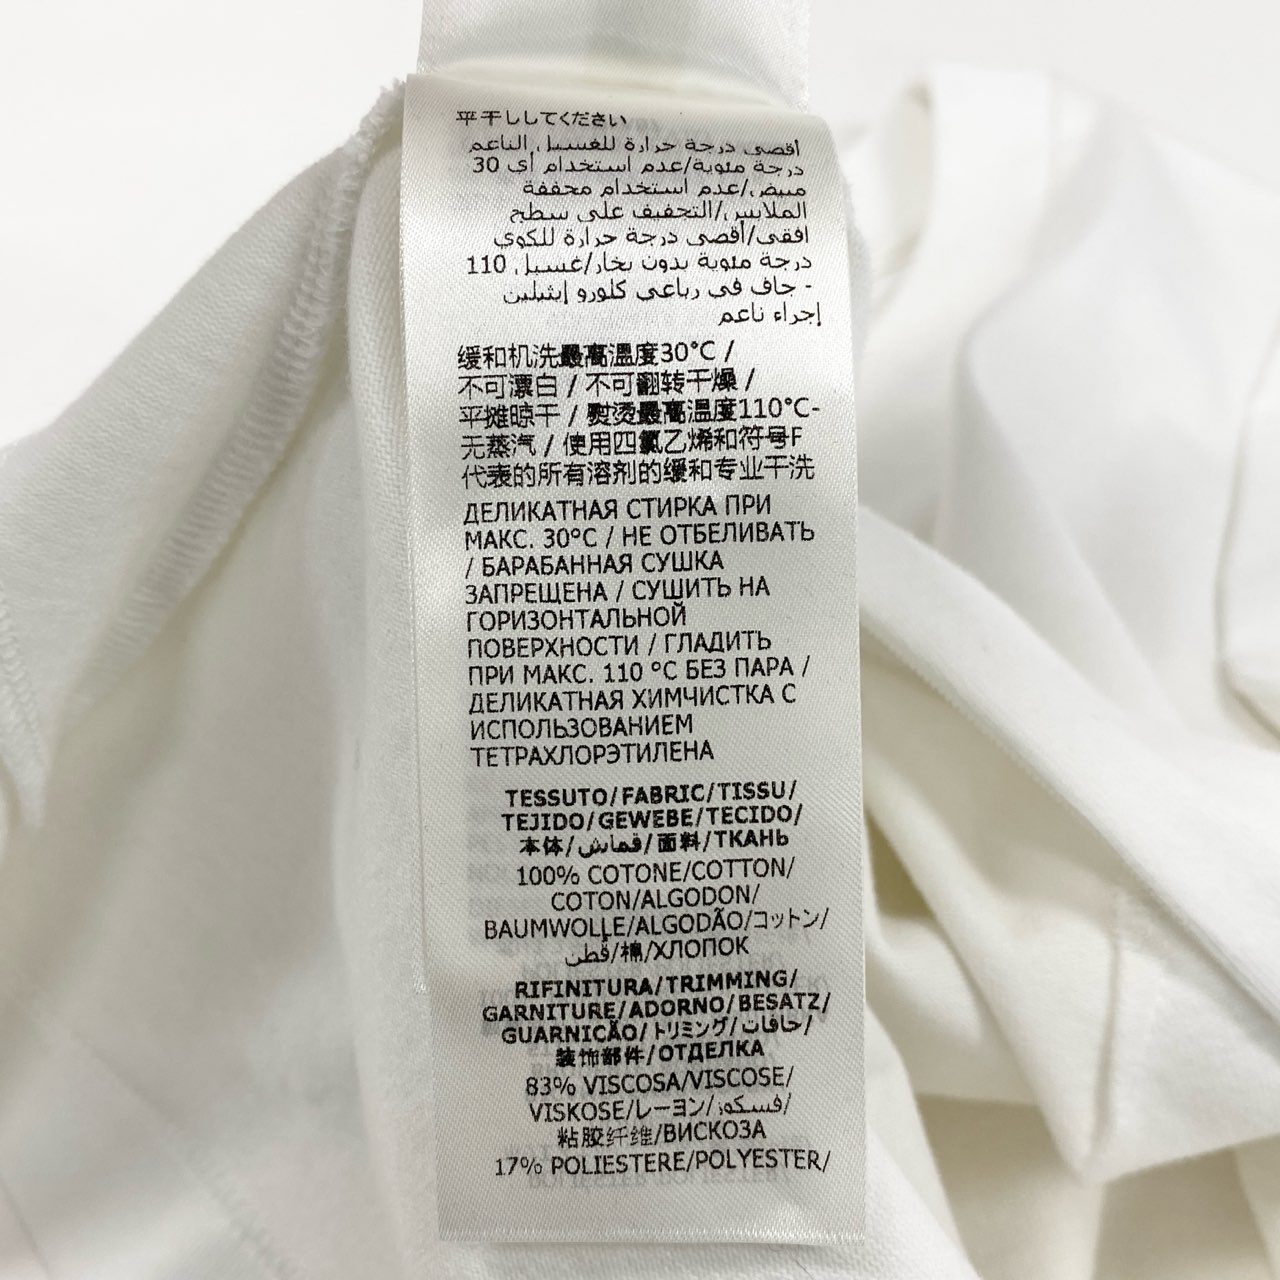 平干ししてください
أقصى درجة حرارة للغسيل الناعم
30 درجة مئوية/عدم استخدام أي
مبيض/عدم استخدام مجففة
الملابس/التجفيف على سطح
افقي/أقصى درجة حرارة للكوي
110 درجة مئوية بدون بخار/غسيل
جاف في رباعي كلورو إيثيلين -
إجراء ناعم
缓和机洗最高温度30°C /
不可漂白 / 不可翻转干燥 /
平摊晾干 / 熨烫最高温度110°C-
无蒸汽 / 使用四氯乙烯和符号F
代表的所有溶剂的缓和专业干洗
ДЕЛИКАТНАЯ СТИРКА ПРИ
МАКС. 30°C / НЕ ОТБЕЛИВАТЬ
/ БАРАБАННАЯ СУШКА
ЗАПРЕЩЕНА / СУШИТЬ НА
ГОРИЗОНТАЛЬНОЙ
ПОВЕРХНОСТИ / ГЛАДИТЬ
ПРИ МАКС. 110 °C БЕЗ ПАРА /
ДЕЛИКАТНАЯ ХИМЧИСТКА С
ИСПОЛЬЗОВАНИЕМ
ТЕТРАХЛОРЭТИЛЕНА
TESSUTO/FABRIC/TISSU/
TEJIDO/GEWEBE/TECIDO/
本体/قماش/面料/ТКАНЬ
100% COTONE/COTTON/
COTON/ALGODON/
BAUMWOLLE/ALGODÃO/コットン/
قُطن/棉/ХЛОПОК
RIFINITURA/TRIMMING/
GARNITURE/ADORNO/BESATZ/
GUARNICÃO/トリミング/حافات/
装饰部件/ОТДЕЛКА
83% VISCOSA/VISCOSE/
VISKOSE/レーヨン/فسكوز/
粘胶纤维/ВИСКОЗА
17% POLIESTERE/POLYESTER/